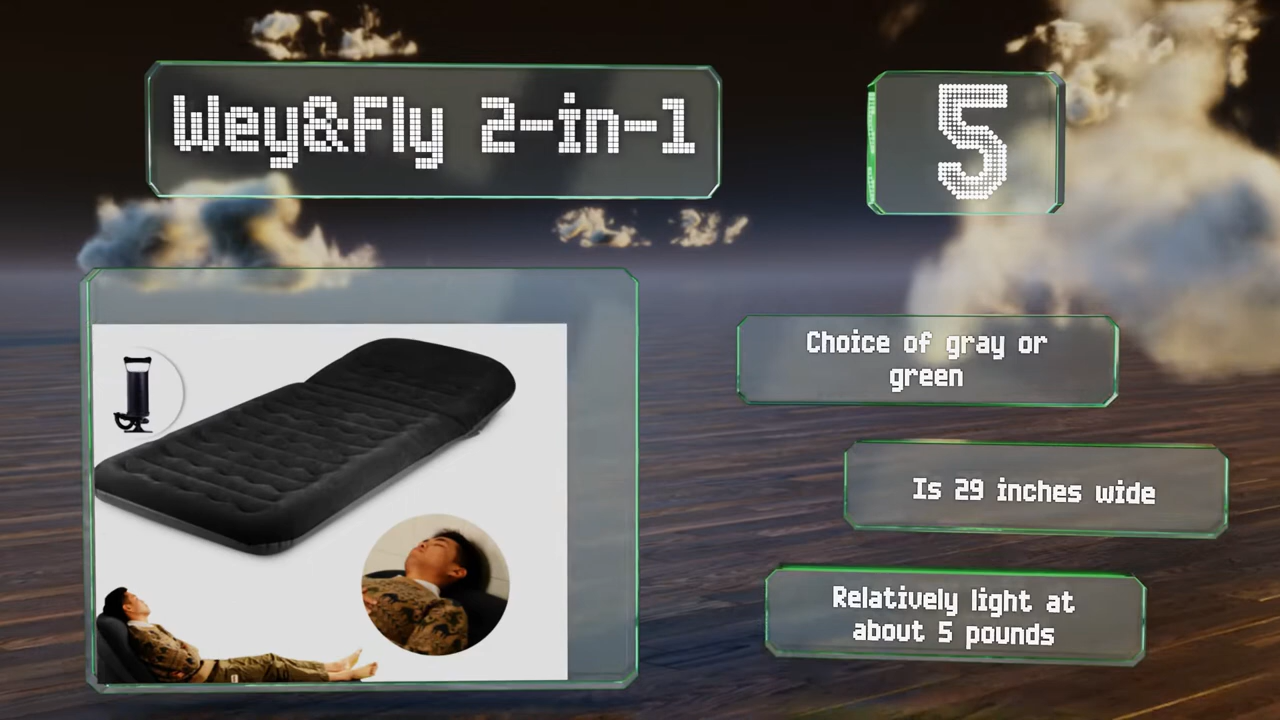 Wey&Fly 2-in-1
5
Choice of gray or
green
Is 29 inches wide
Relatively light at
about 5 pounds